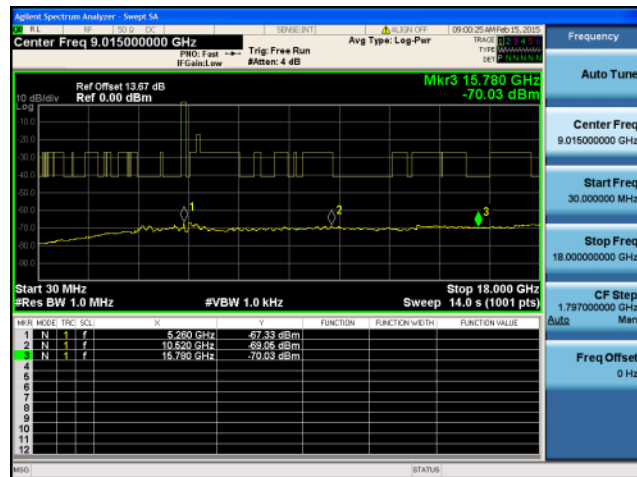 Agilent Spectrum Analyzer - Swept SA
RL RF 50 Ω DC SENSE:INT ALIGN OFF 09:00:25 AM Feb 15, 2015
Center Freq 9.015000000 GHz
PNO: Fast
IFGain:Low
Trig: Free Run
#Atten: 4 dB
Avg Type: Log-Pwr
TRACE 1 2 3 4 5 6
TYPE
DET P N N N N N
Mkr3 15.780 GHz
-70.03 dBm
Ref Offset 13.67 dB
Ref 0.00 dBm
10 dB/div
Log
-10.0
-20.0
-30.0
-40.0
-50.0
-60.0
-70.0
-80.0
-90.0
1
2
3
Start 30 MHz
Stop 18.000 GHz
#Res BW 1.0 MHz #VBW 1.0 kHz Sweep 14.0 s (1001 pts)
MKR MODE TRC SCL X Y FUNCTION FUNCTION WIDTH FUNCTION VALUE
1 N 1 f 5.260 GHz -67.33 dBm
2 N 1 f 10.520 GHz -69.05 dBm
3 N 1 f 15.780 GHz -70.03 dBm
4
5
6
7
8
9
10
11
12
MSG STATUS
Frequency
Auto Tune
Center Freq
9.015000000 GHz
Start Freq
30.000000 MHz
Stop Freq
18.000000000 GHz
CF Step
1.797000000 GHz
Auto Man
Freq Offset
0 Hz